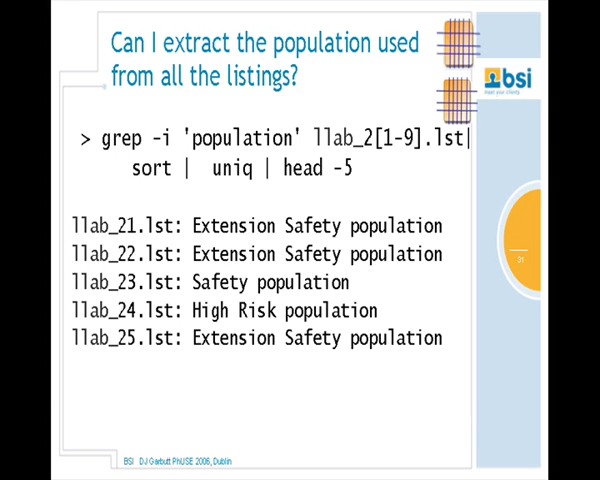 Can I extract the population used
from all the listings?
bsi
> grep -i 'population' llab_2[1-9].lst|
sort | uniq | head -5
llab_21.lst: Extension Safety population
llab_22.lst: Extension Safety population
llab_23.lst: Safety population
llab_24.lst: High Risk population
llab_25.lst: Extension Safety population
31
BSI DJ Garbutt PhUSE 2006, Dublin